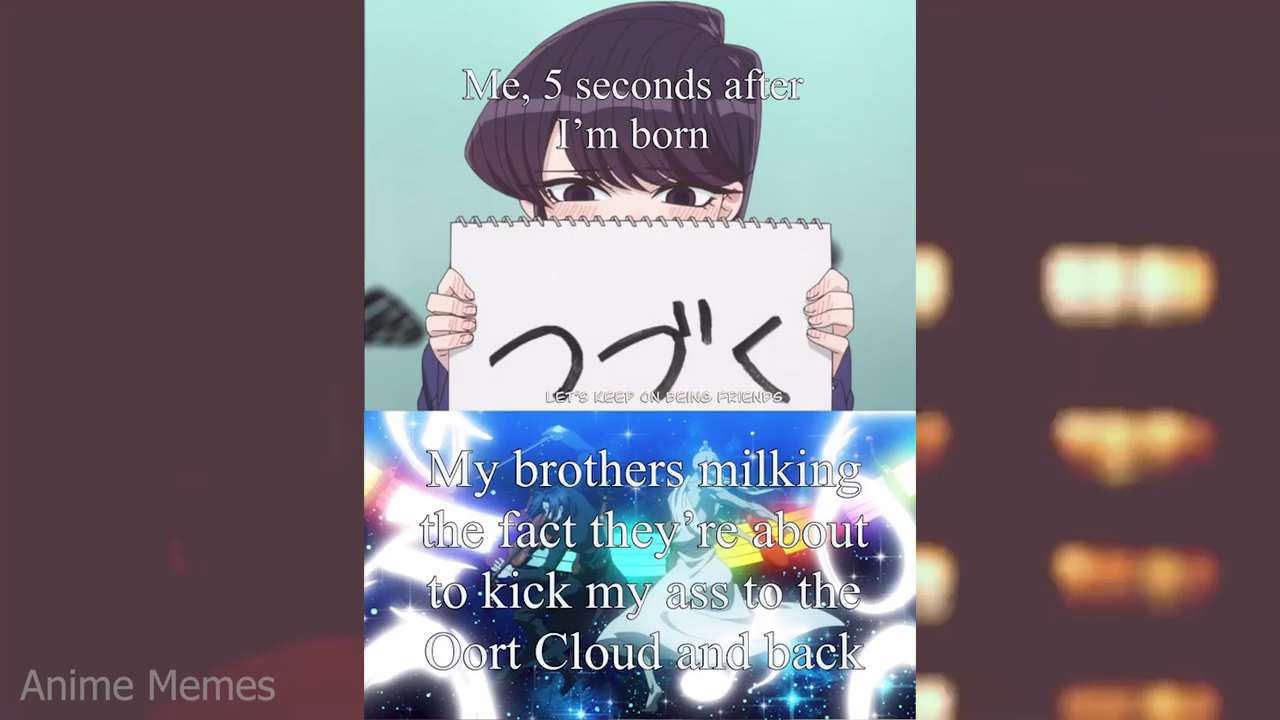 Me, 5 seconds after
I'm born
つづく
LET'S KEEP ON BEING FRIENDS.
My brothers milking
the fact they're about
to kick my ass to the
Oort Cloud and back
Anime Memes